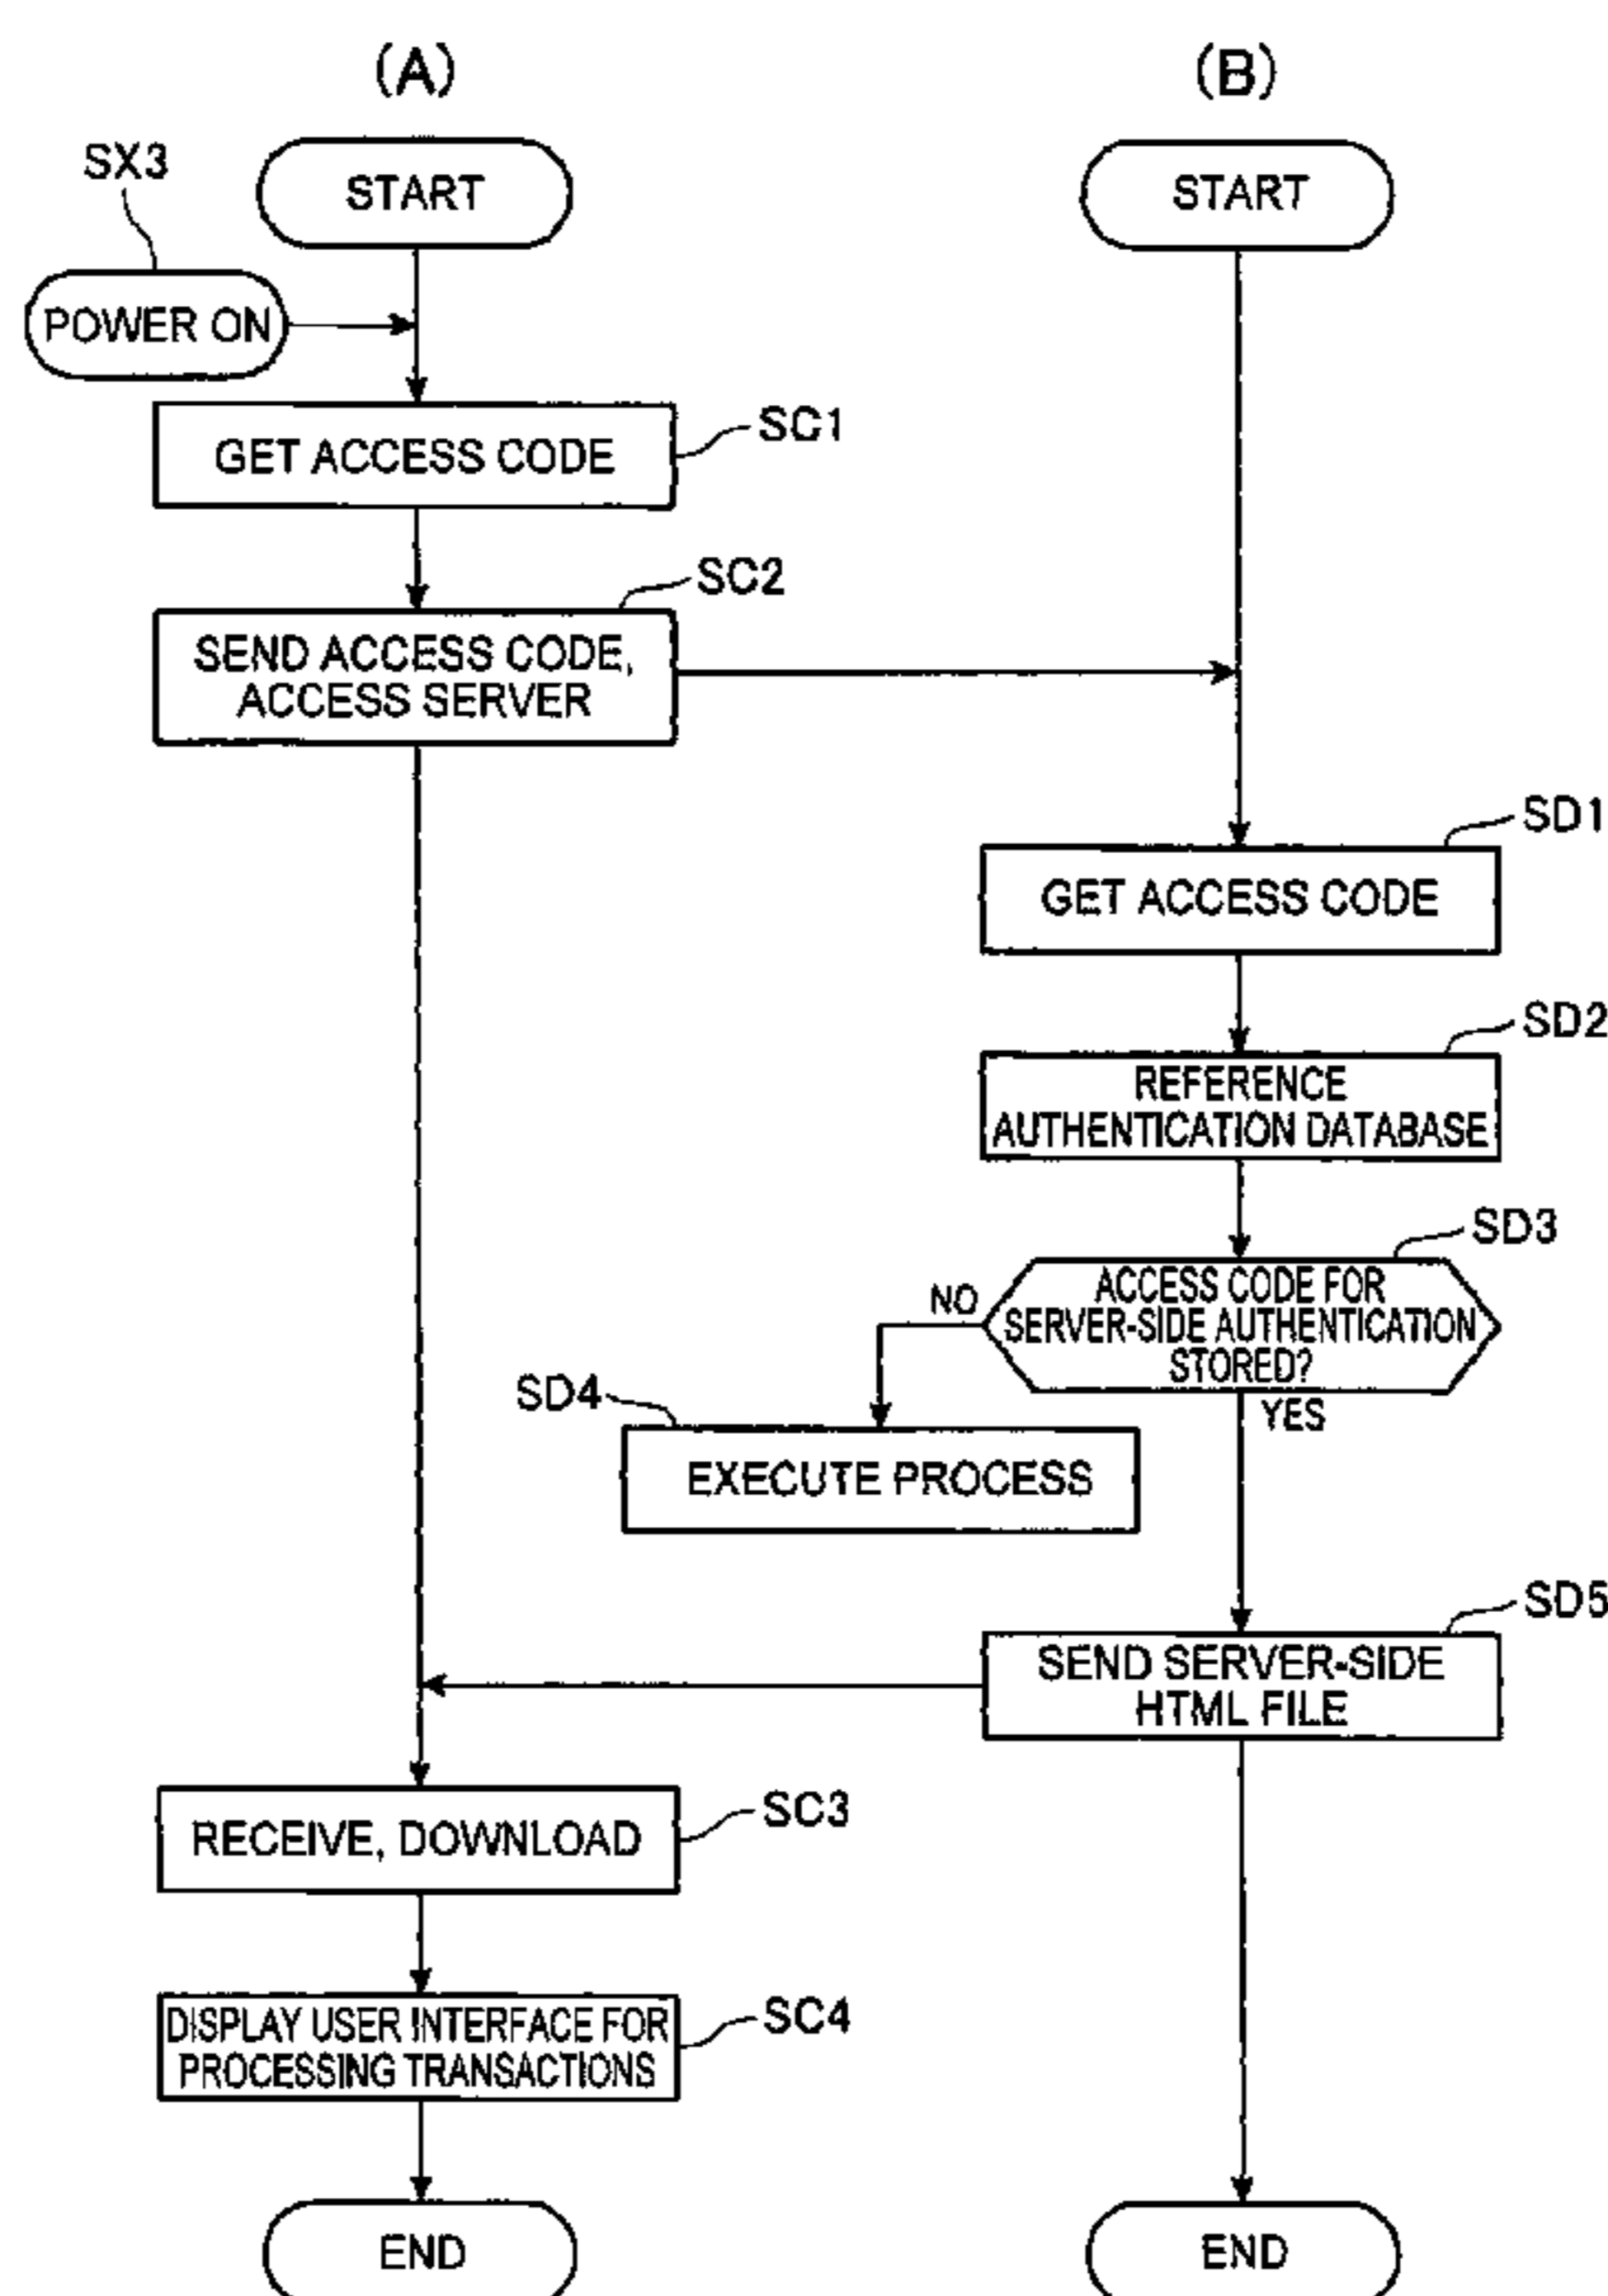 (A)
(B)
SX3
START
START
POWER ON
SC1
GET ACCESS CODE
SC2
SEND ACCESS CODE,
ACCESS SERVER
SD1
GET ACCESS CODE
SD2
REFERENCE
AUTHENTICATION DATABASE
SD3
ACCESS CODE FOR
SERVER-SIDE AUTHENTICATION
STORED?
NO
YES
SD4
EXECUTE PROCESS
SD5
SEND SERVER-SIDE
HTML FILE
SC3
RECEIVE, DOWNLOAD
SC4
DISPLAY USER INTERFACE FOR
PROCESSING TRANSACTIONS
END
END